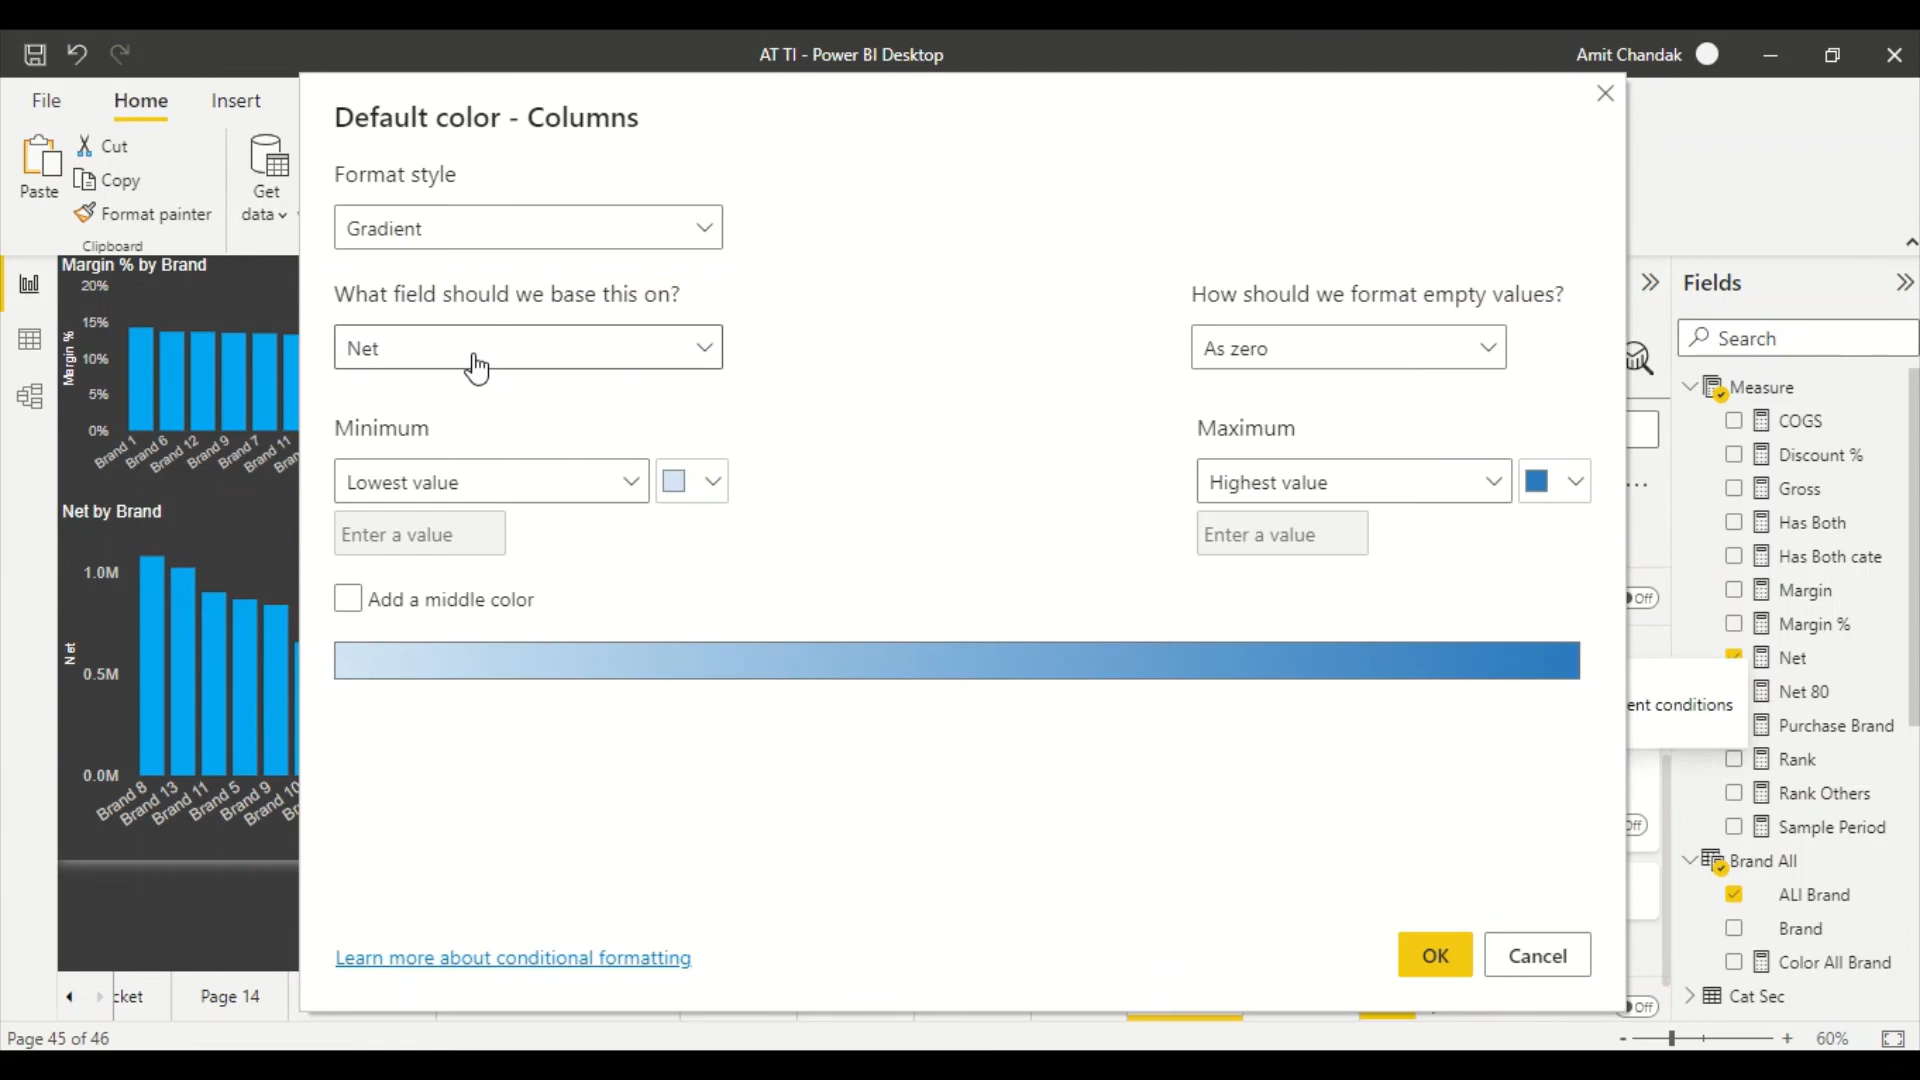 AT TI - Power BI Desktop
Amit Chandak
File
Home
Insert
Paste
Cut
Copy
Format painter
Clipboard
Get
data
Default color - Columns
Format style
Gradient
What field should we base this on?
Net
How should we format empty values?
As zero
Minimum
Lowest value
Enter a value
Maximum
Highest value
Enter a value
Add a middle color
Learn more about conditional formatting
OK
Cancel
Margin % by Brand
20%
15%
10%
5%
0%
Margin %
Brand 1
Brand 6
Brand 12
Brand 9
Brand 7
Brand 11
Net by Brand
1.0M
0.5M
0.0M
Net
Brand 8
Brand 13
Brand 11
Brand 5
Brand 9
Brand 10
Fields
Search
Measure
COGS
Discount %
Gross
Has Both
Has Both cate
Margin
Margin %
Net
Net 80
Purchase Brand
Rank
Rank Others
Sample Period
Brand All
ALI Brand
Brand
Color All Brand
Cat Sec
ent conditions
Off
Off
Off
cket
Page 14
Page 45 of 46
60%